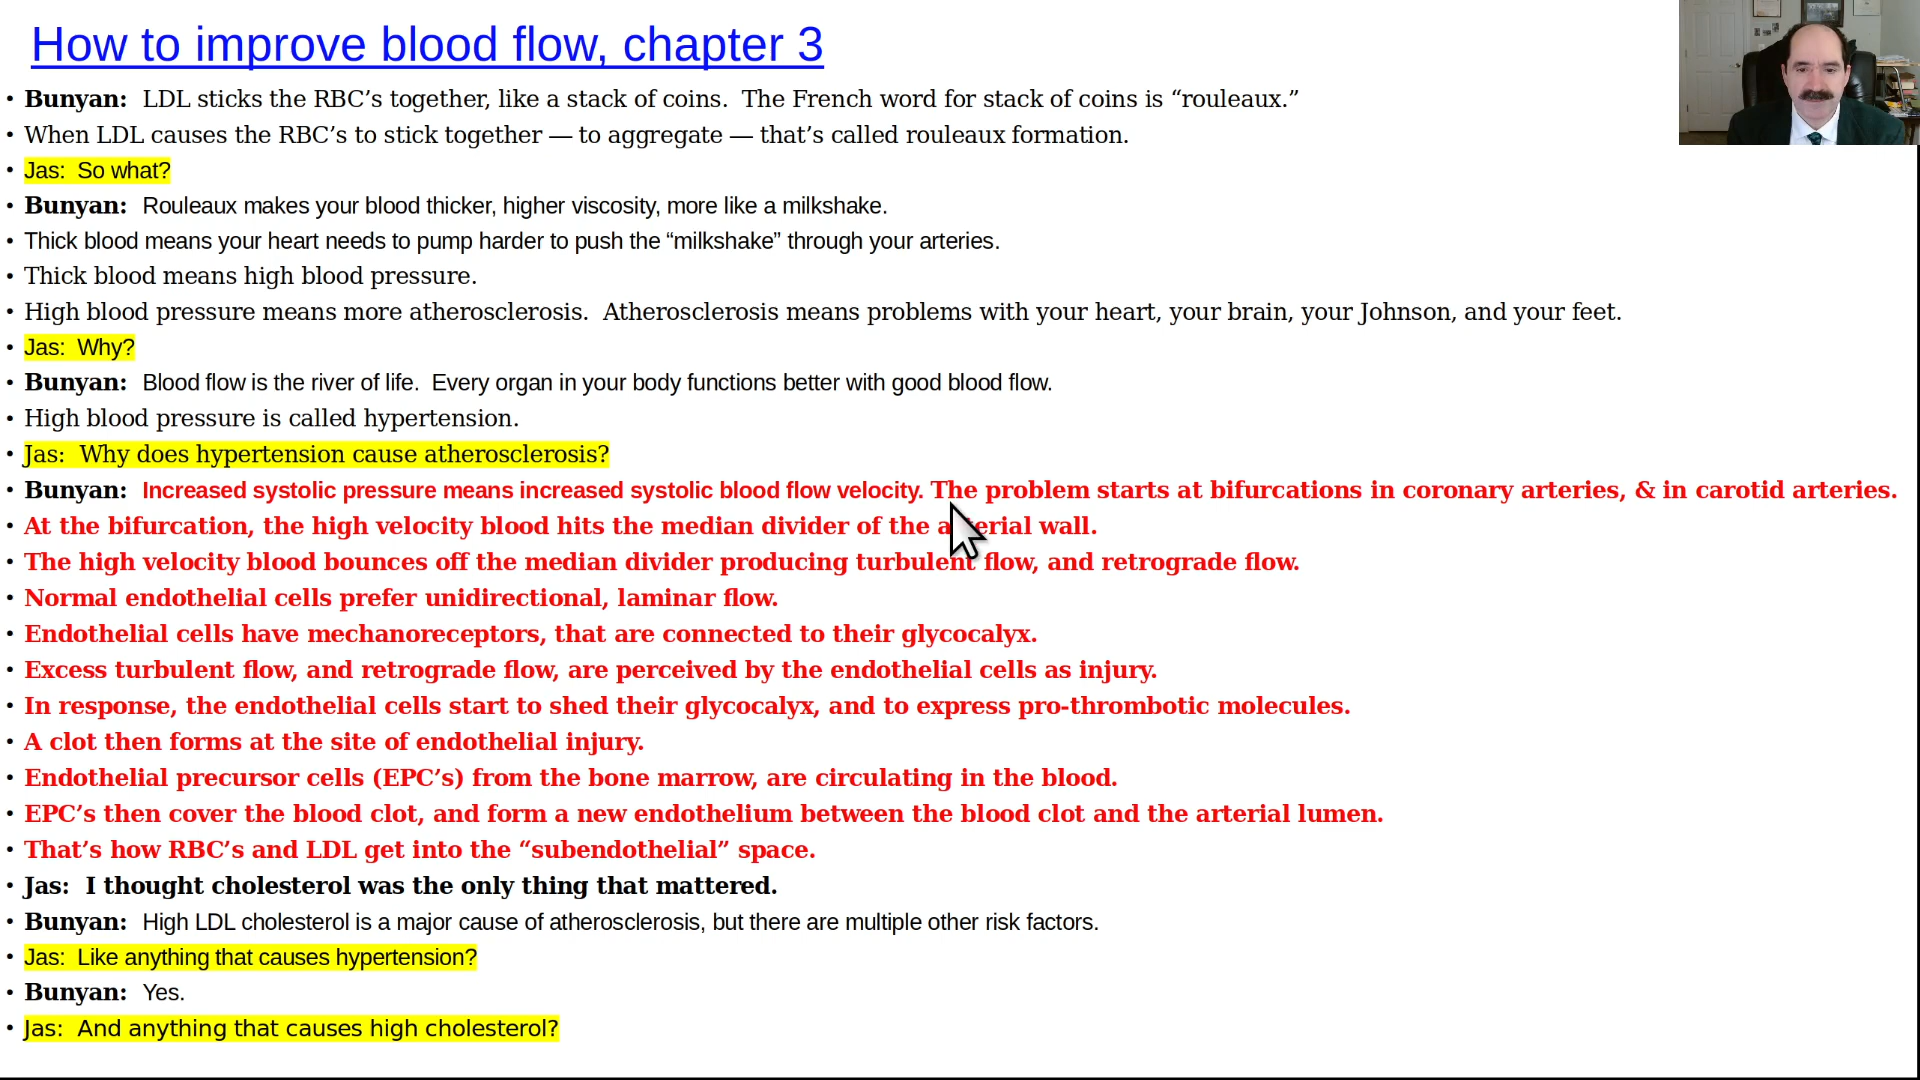 How to improve blood flow, chapter 3
• Bunyan:  LDL sticks the RBC’s together, like a stack of coins.  The French word for stack of coins is “rouleaux.”
• When LDL causes the RBC’s to stick together — to aggregate — that’s called rouleaux formation.
• Jas:  So what?
• Bunyan:  Rouleaux makes your blood thicker, higher viscosity, more like a milkshake.
• Thick blood means your heart needs to pump harder to push the “milkshake” through your arteries.
• Thick blood means high blood pressure.
• High blood pressure means more atherosclerosis.  Atherosclerosis means problems with your heart, your brain, your Johnson, and your feet.
• Jas:  Why?
• Bunyan:  Blood flow is the river of life.  Every organ in your body functions better with good blood flow.
• High blood pressure is called hypertension.
• Jas:  Why does hypertension cause atherosclerosis?
• Bunyan:  Increased systolic pressure means increased systolic blood flow velocity. The problem starts at bifurcations in coronary arteries, & in carotid arteries.
• At the bifurcation, the high velocity blood hits the median divider of the arterial wall.
• The high velocity blood bounces off the median divider producing turbulent flow, and retrograde flow.
• Normal endothelial cells prefer unidirectional, laminar flow.
• Endothelial cells have mechanoreceptors, that are connected to their glycocalyx.
• Excess turbulent flow, and retrograde flow, are perceived by the endothelial cells as injury.
• In response, the endothelial cells start to shed their glycocalyx, and to express pro-thrombotic molecules.
• A clot then forms at the site of endothelial injury.
• Endothelial precursor cells (EPC’s) from the bone marrow, are circulating in the blood.
• EPC’s then cover the blood clot, and form a new endothelium between the blood clot and the arterial lumen.
• That’s how RBC’s and LDL get into the “subendothelial” space.
• Jas:  I thought cholesterol was the only thing that mattered.
• Bunyan:  High LDL cholesterol is a major cause of atherosclerosis, but there are multiple other risk factors.
• Jas:  Like anything that causes hypertension?
• Bunyan:  Yes.
• Jas:  And anything that causes high cholesterol?